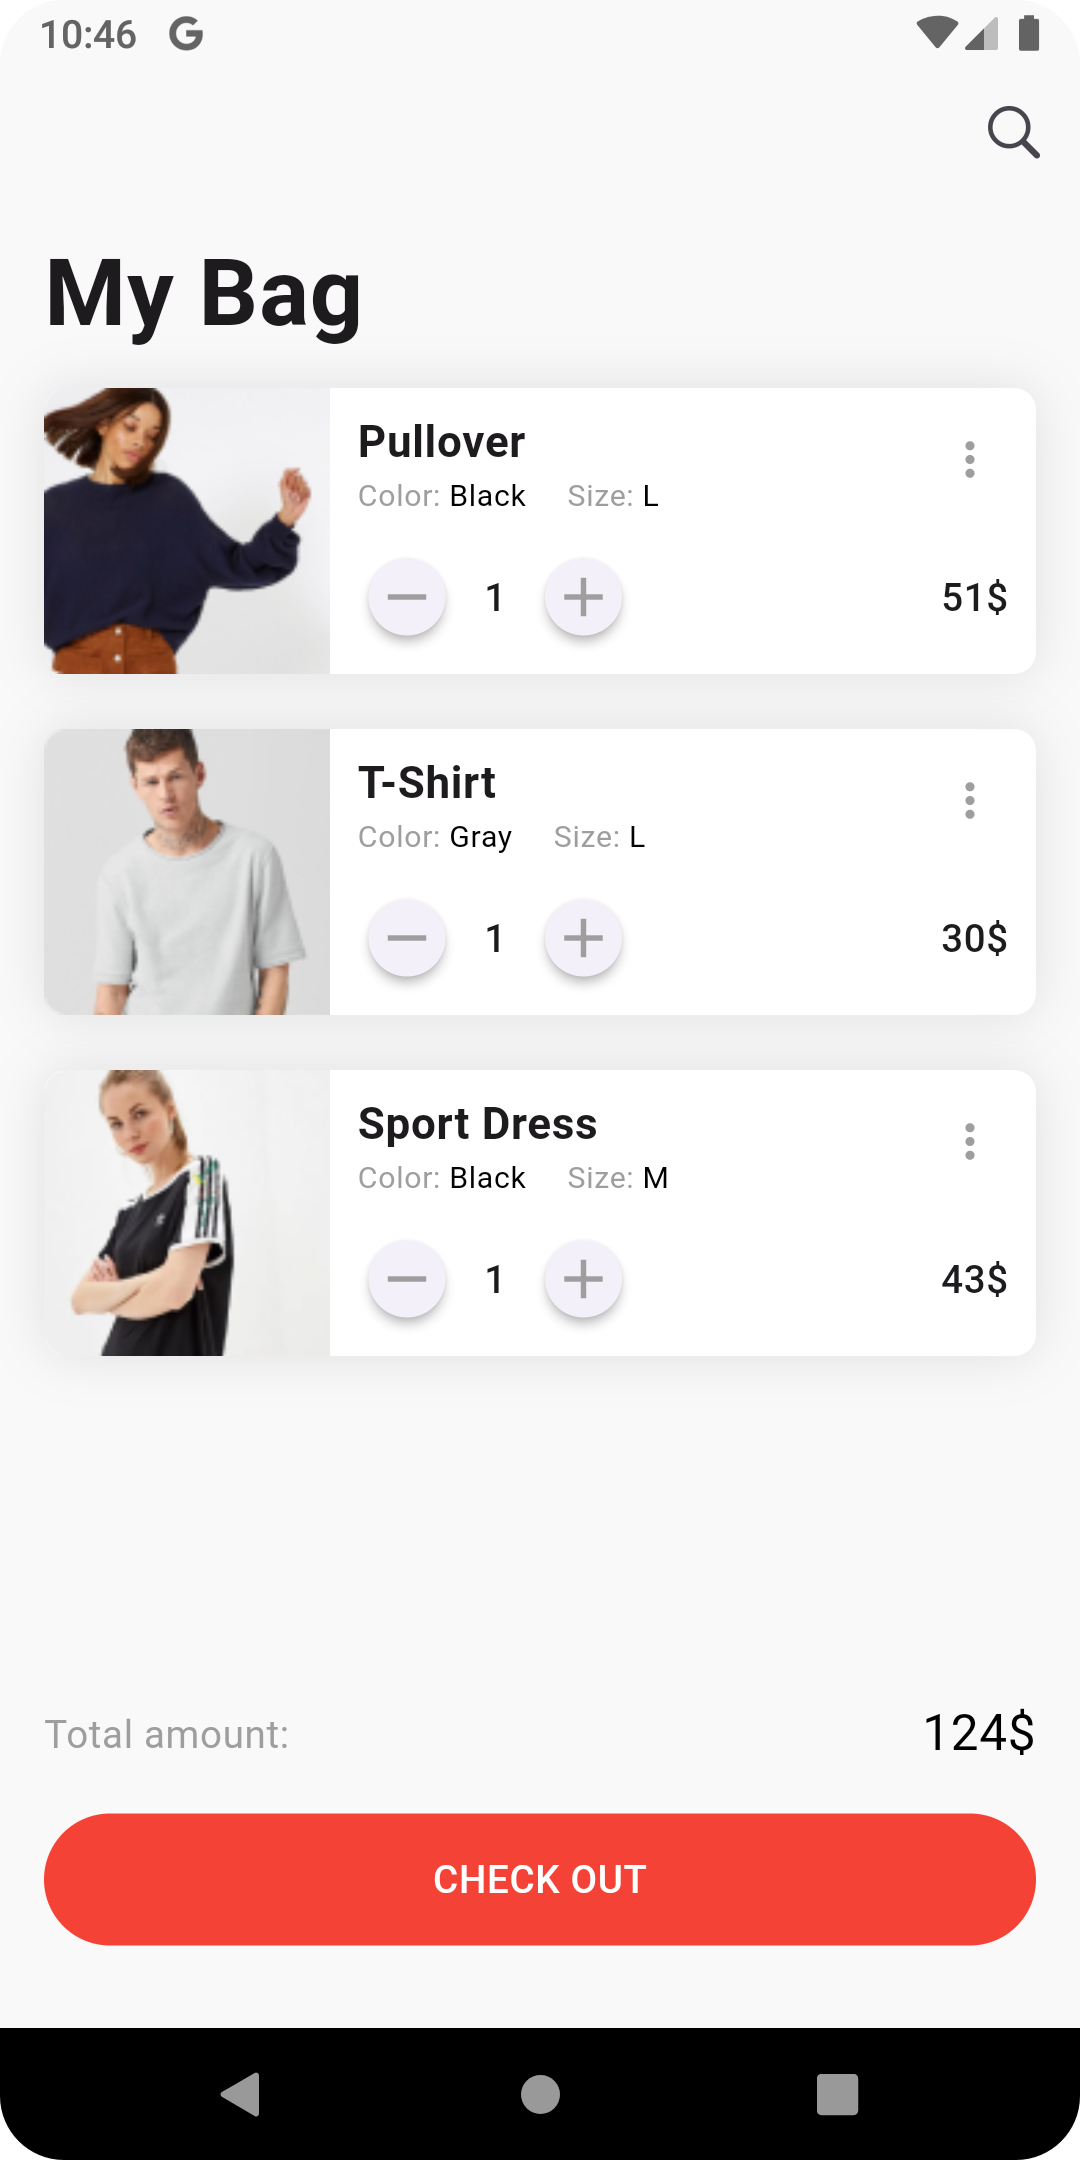 10:46 G
My Bag
Pullover
Color: Black Size: L
1 51$
T-Shirt
Color: Gray Size: L
1 30$
Sport Dress
Color: Black Size: M
1 43$
Total amount: 124$
CHECK OUT